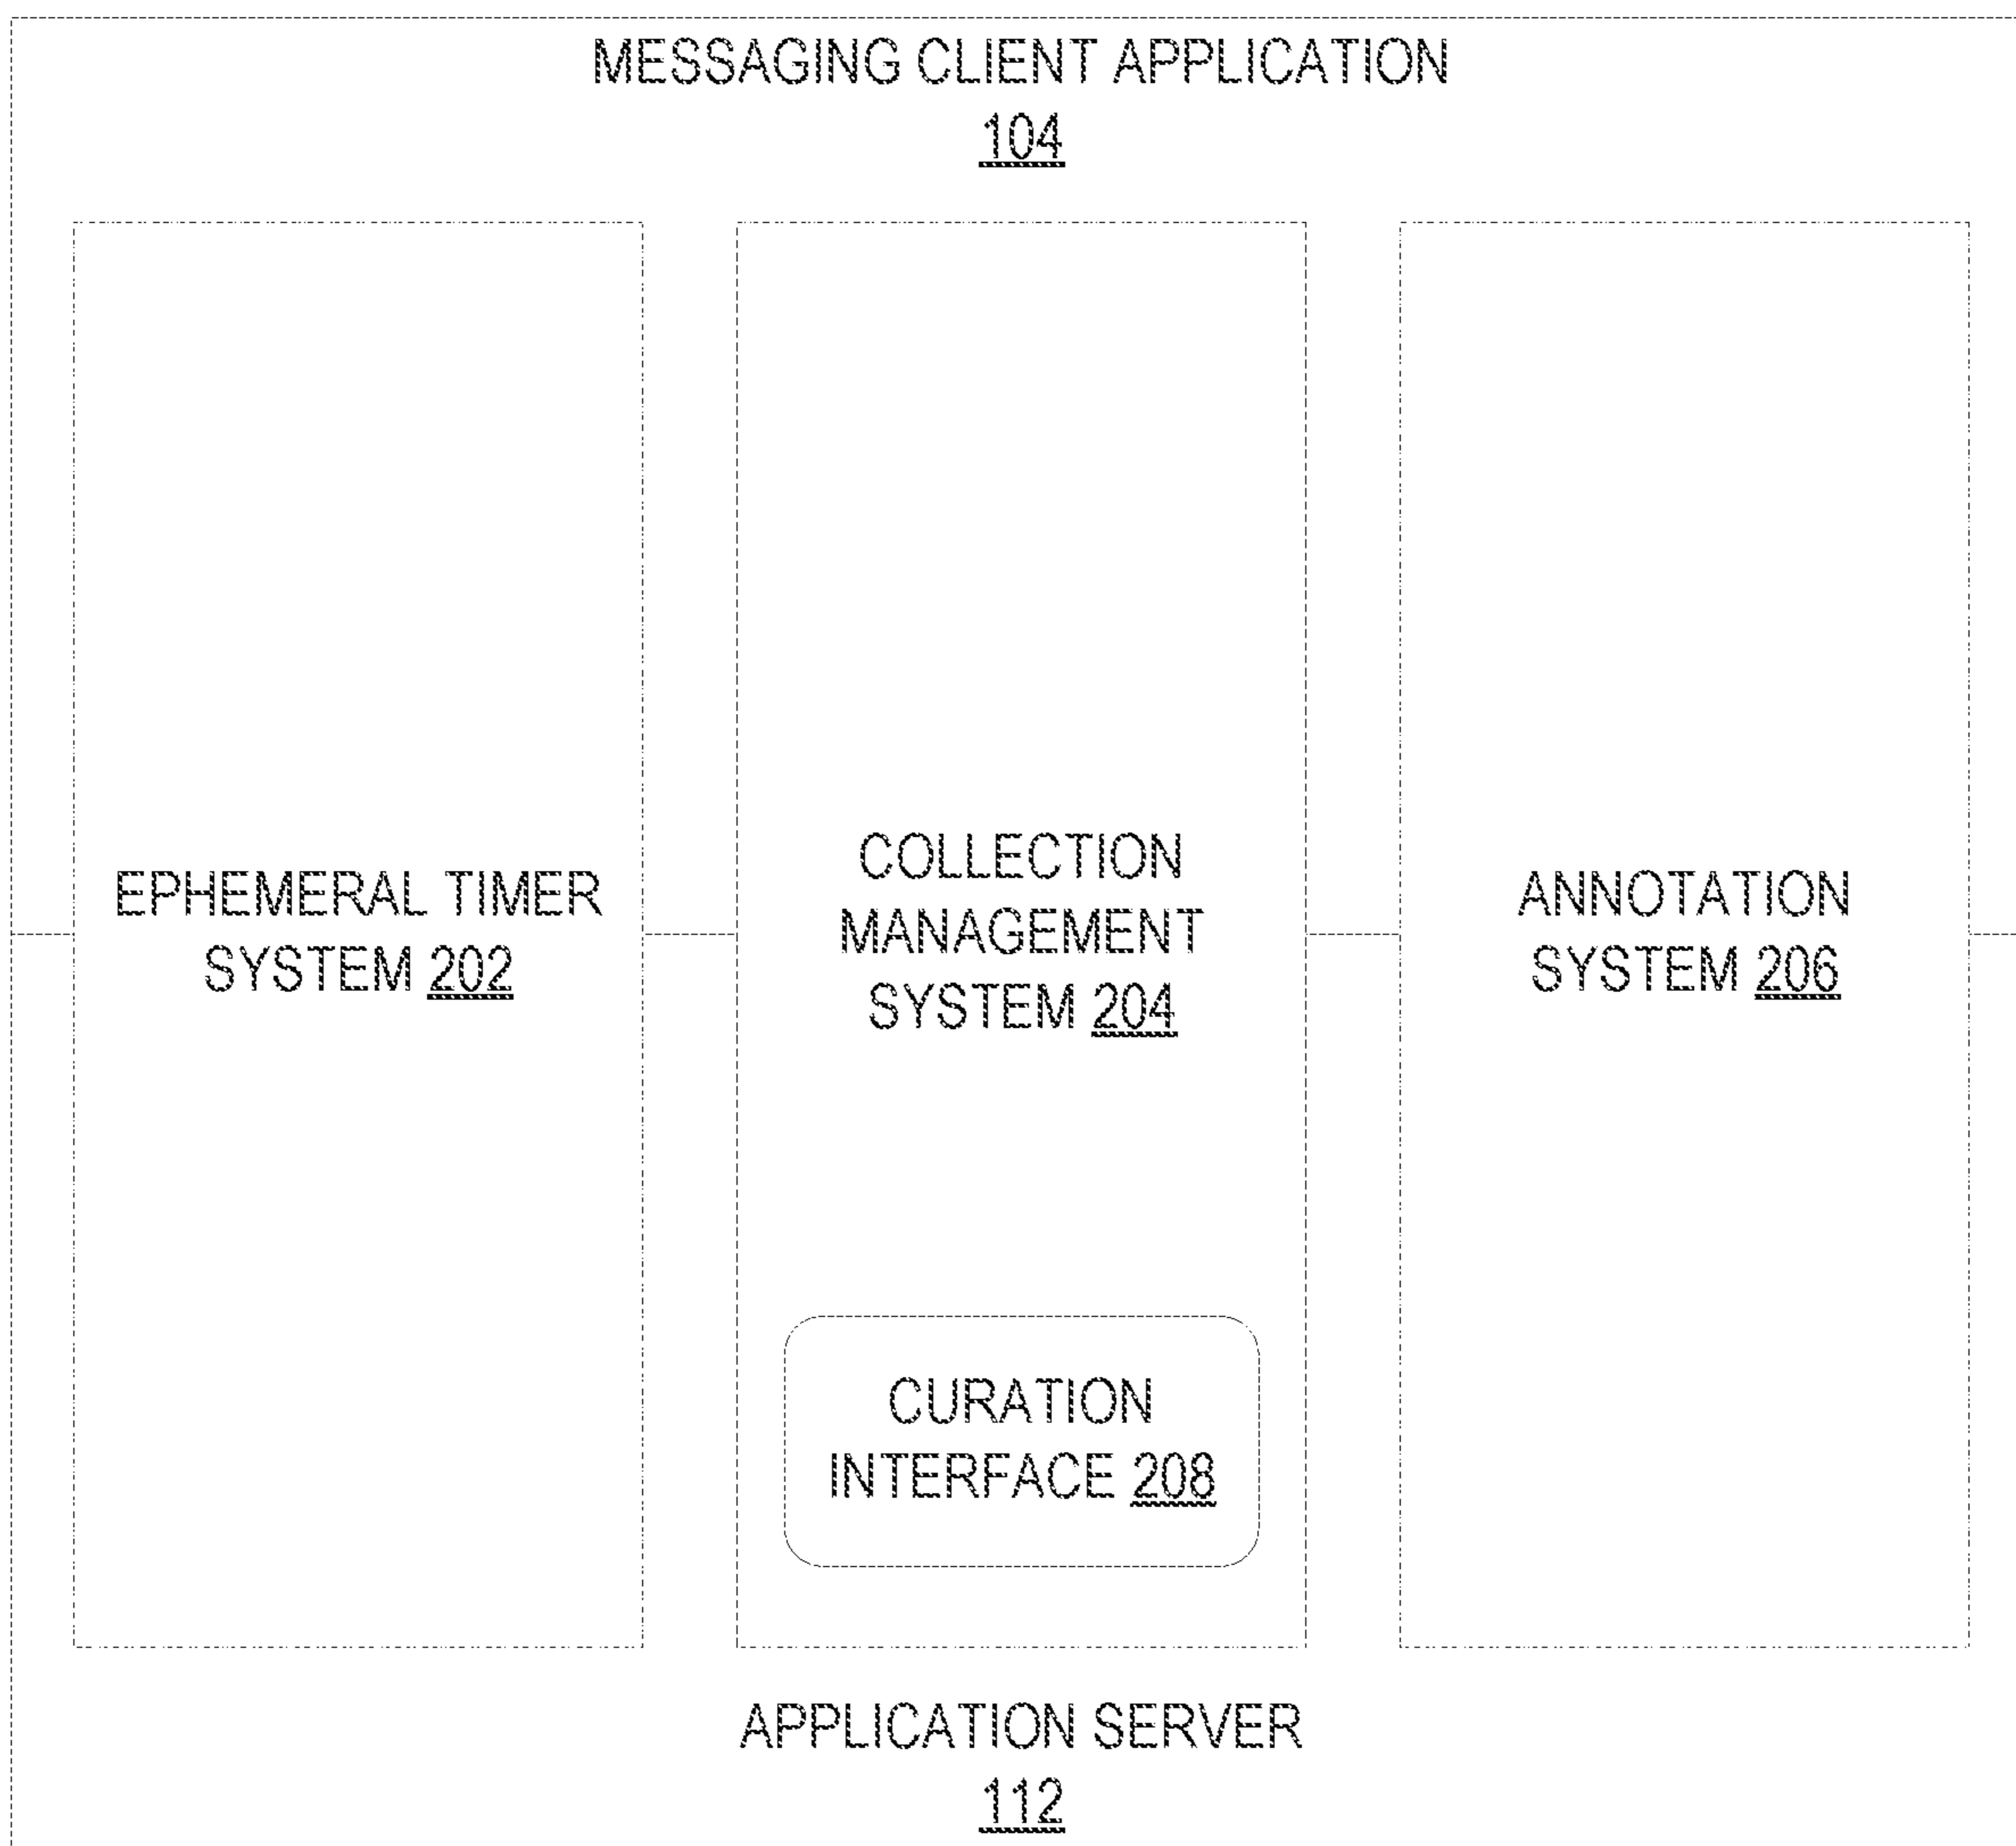 MESSAGING CLIENT APPLICATION
104
EPHEMERAL TIMER
SYSTEM 202
COLLECTION
MANAGEMENT
SYSTEM 204
ANNOTATION
SYSTEM 206
CURATION
INTERFACE 208
APPLICATION SERVER
112